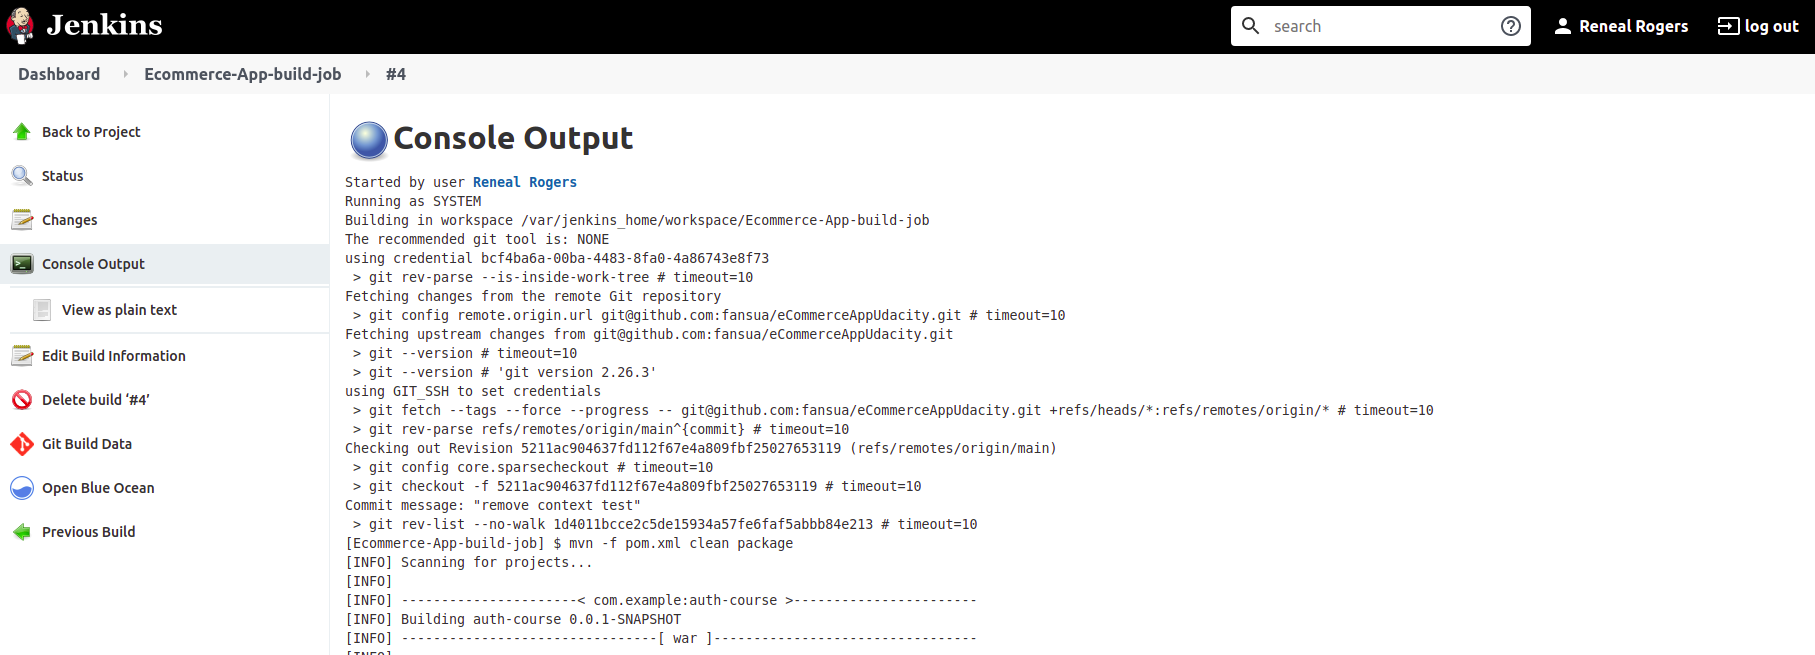 Jenkins
search
Reneal Rogers
log out
Dashboard
Ecommerce-App-build-job
#4
Back to Project
Status
Changes
Console Output
View as plain text
Edit Build Information
Delete build ‘#4’
Git Build Data
Open Blue Ocean
Previous Build
Console Output
Started by user Reneal Rogers
Running as SYSTEM
Building in workspace /var/jenkins_home/workspace/Ecommerce-App-build-job
The recommended git tool is: NONE
using credential bcf4ba6a-00ba-4483-8fa0-4a86743e8f73
> git rev-parse --is-inside-work-tree # timeout=10
Fetching changes from the remote Git repository
> git config remote.origin.url git@github.com:fansua/eCommerceAppUdacity.git # timeout=10
Fetching upstream changes from git@github.com:fansua/eCommerceAppUdacity.git
> git --version # timeout=10
> git --version # 'git version 2.26.3'
using GIT_SSH to set credentials
> git fetch --tags --force --progress -- git@github.com:fansua/eCommerceAppUdacity.git +refs/heads/*:refs/remotes/origin/* # timeout=10
> git rev-parse refs/remotes/origin/main^{commit} # timeout=10
Checking out Revision 5211ac904637fd112f67e4a809fbf25027653119 (refs/remotes/origin/main)
> git config core.sparsecheckout # timeout=10
> git checkout -f 5211ac904637fd112f67e4a809fbf25027653119 # timeout=10
Commit message: "remove context test"
> git rev-list --no-walk 1d4011bcce2c5de15934a57fe6faf5abbb84e213 # timeout=10
[Ecommerce-App-build-job] $ mvn -f pom.xml clean package
[INFO] Scanning for projects...
[INFO]
[INFO] ----------------------< com.example:auth-course >-----------------------
[INFO] Building auth-course 0.0.1-SNAPSHOT
[INFO] --------------------------------[ war ]---------------------------------